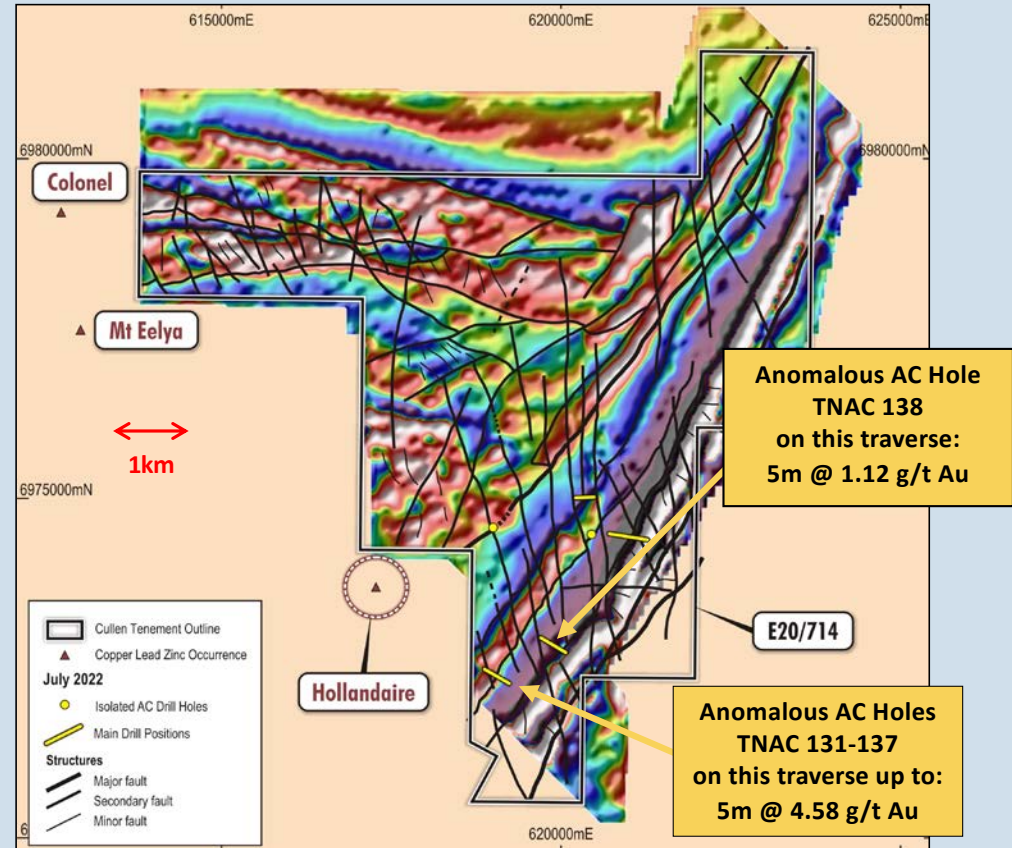 615000mE
620000mE
625000mE
6980000mN
6980000mN
Colonel
Mt Eelya
1km
Anomalous AC Hole
TNAC 138
on this traverse:
5m @ 1.12 g/t Au
6975000mN
Cullen Tenement Outline
Copper Lead Zinc Occurrence
July 2022
Isolated AC Drill Holes
Main Drill Positions
Structures
Major fault
Secondary fault
Minor fault
Hollandaire
E20/714
Anomalous AC Holes
TNAC 131-137
on this traverse up to:
5m @ 4.58 g/t Au
620000mE